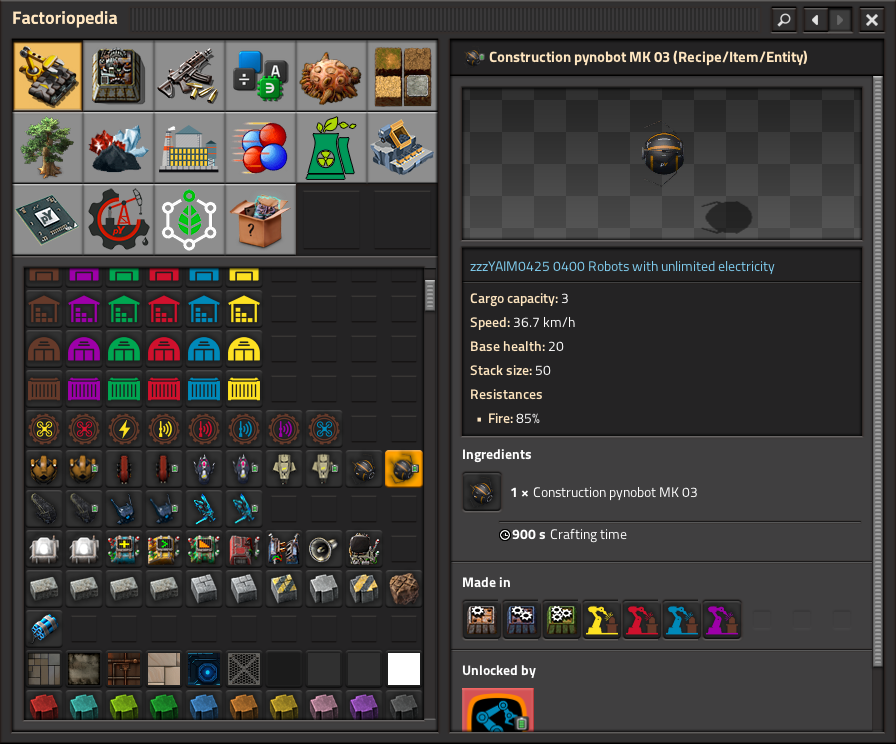 Factoriopedia
Construction pynobot MK 03 (Recipe/Item/Entity)
zzzYAIM0425 0400 Robots with unlimited electricity
Cargo capacity: 3
Speed: 36.7 km/h
Base health: 20
Stack size: 50
Resistances
Fire: 85%
Ingredients
1 × Construction pynobot MK 03
900 s Crafting time
Made in
Unlocked by